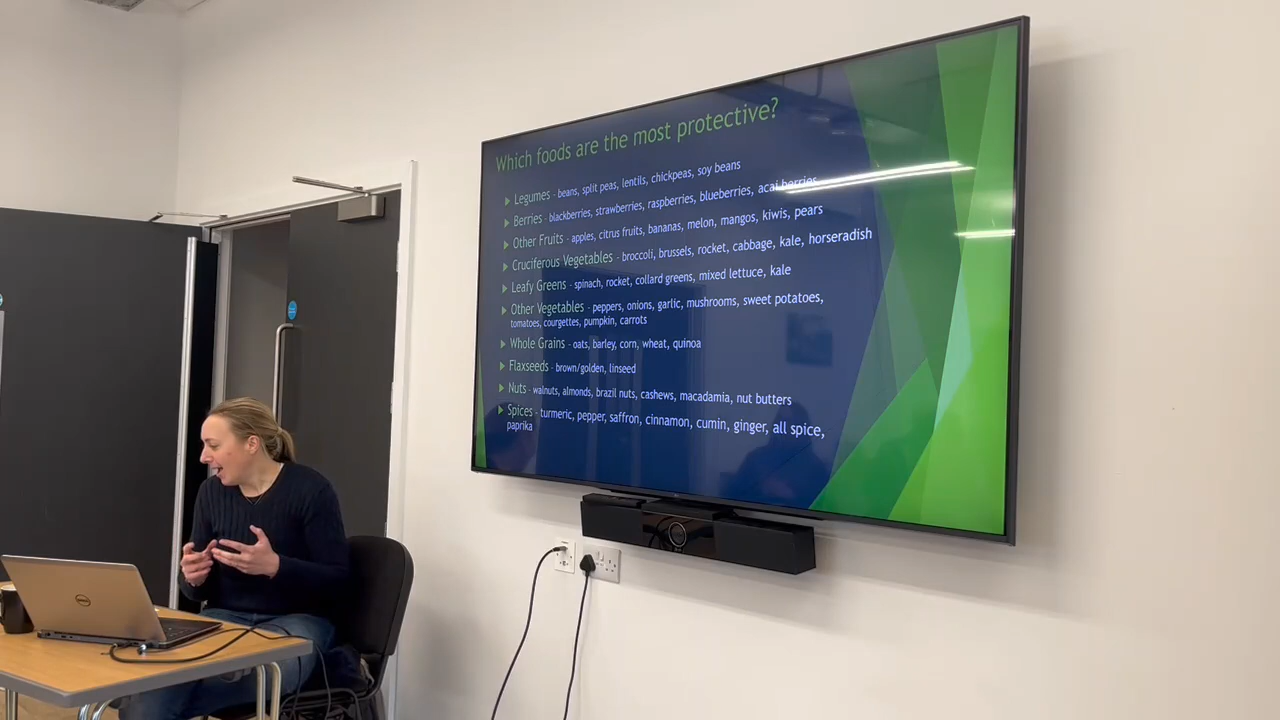 Which foods are the most protective?
Legumes - beans, split peas, lentils, chickpeas, soy beans
Berries - blackberries, strawberries, raspberries, blueberries, acai berries
Other Fruits - apples, citrus fruits, bananas, melon, mangos, kiwis, pears
Cruciferous Vegetables - broccoli, brussels, rocket, cabbage, kale, horseradish
Leafy Greens - spinach, rocket, collard greens, mixed lettuce, kale
Other Vegetables - peppers, onions, garlic, mushrooms, sweet potatoes,
tomatoes, courgettes, pumpkin, carrots
Whole Grains - oats, barley, corn, wheat, quinoa
Flaxseeds - brown/golden, linseed
Nuts - walnuts, almonds, brazil nuts, cashews, macadamia, nut butters
Spices - turmeric, pepper, saffron, cinnamon, cumin, ginger, all spice,
paprika
DELL